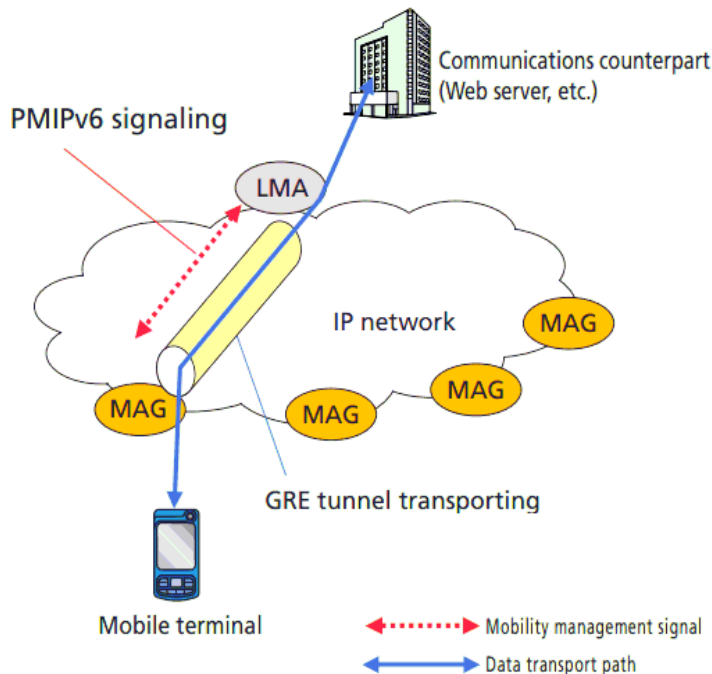 Communications counterpart
(Web server, etc.)
PMIPv6 signaling
LMA
IP network
MAG
MAG
MAG
MAG
GRE tunnel transporting
Mobile terminal
Mobility management signal
Data transport path